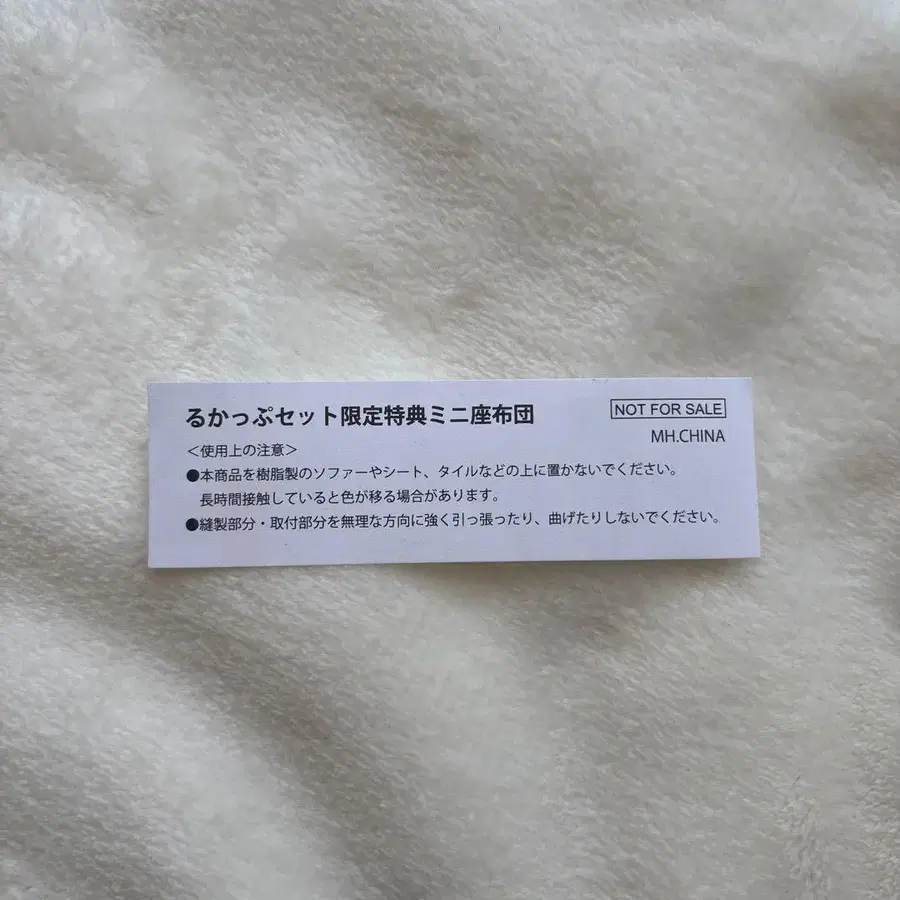 るかっぷセット限定特典ミニ座布団
NOT FOR SALE
MH.CHINA
＜使用上の注意＞
●本商品を樹脂製のソファーやシート、タイルなどの上に置かないでください。
長時間接触していると色が移る場合があります。
●縫製部分・取付部分を無理な方向に強く引っ張ったり、曲げたりしないでください。